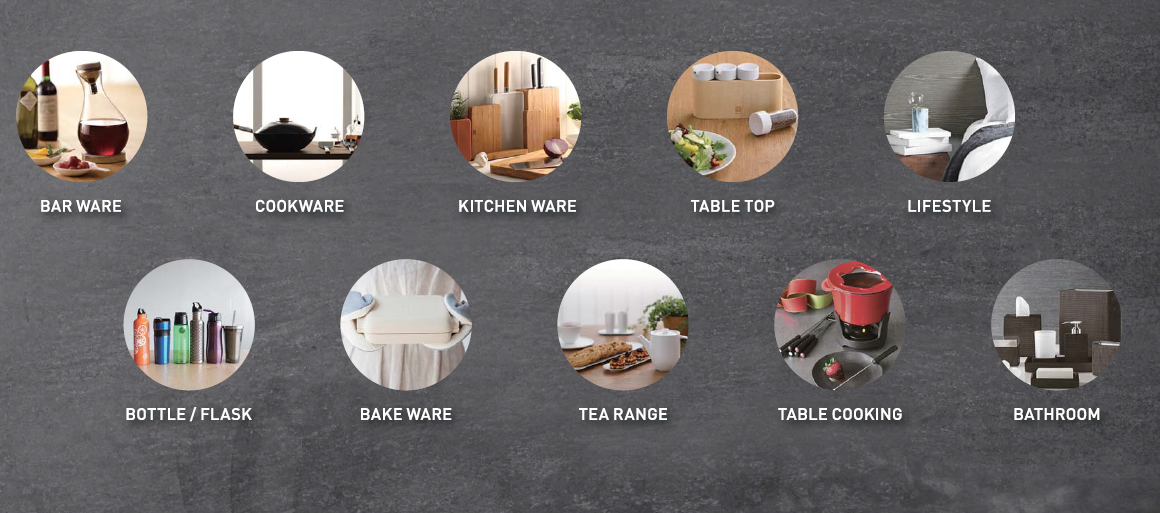 BAR WARE
COOKWARE
KITCHEN WARE
TABLE TOP
LIFESTYLE
BOTTLE / FLASK
BAKE WARE
TEA RANGE
TABLE COOKING
BATHROOM